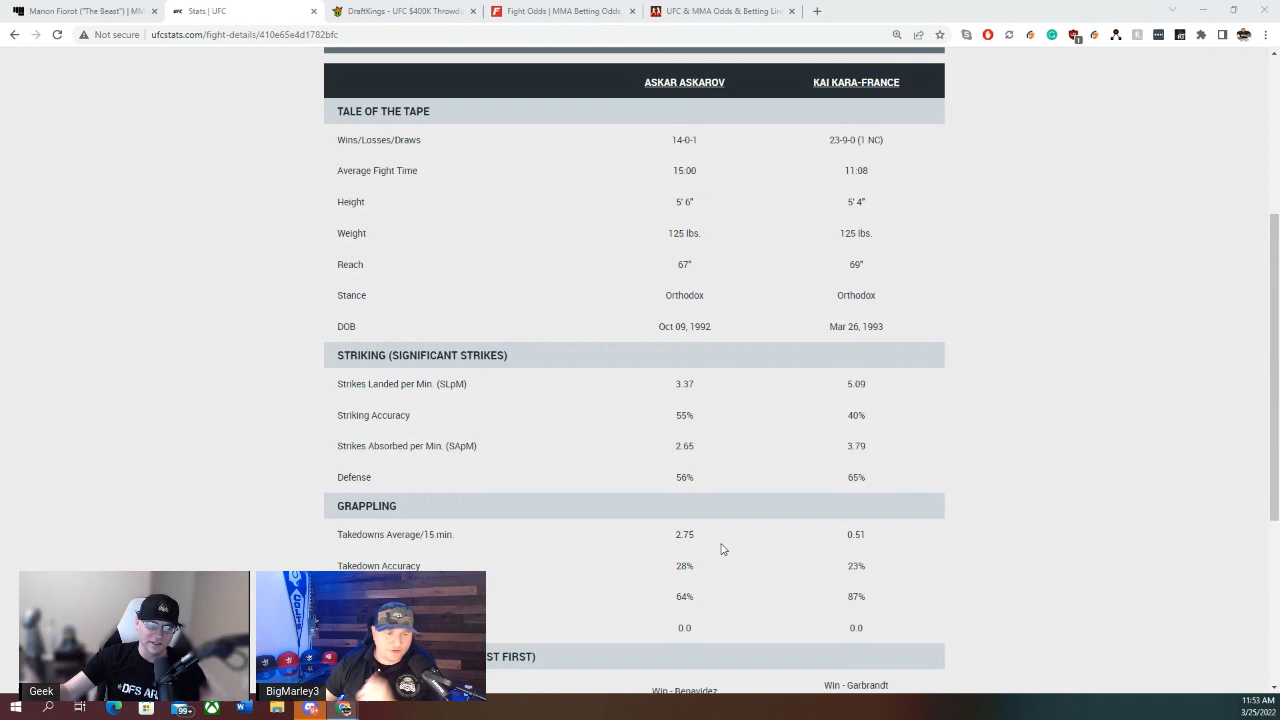 Manon Fiorot ("The Beast") | MM
Stats | UFC
DraftKings - UFC $400K Throwdo
Fight Odds | MMA Betting Odds
UFC & MMA Odds & Betting Lin
Not secure | ufcstats.com/fight-details/410e65e4d1782bfc
ASKAR ASKAROV KAI KARA-FRANCE
TALE OF THE TAPE
Wins/Losses/Draws 14-0-1 23-9-0 (1 NC)
Average Fight Time 15:00 11:08
Height 5' 6" 5' 4"
Weight 125 lbs. 125 lbs.
Reach 67" 69"
Stance Orthodox Orthodox
DOB Oct 09, 1992 Mar 26, 1993
STRIKING (SIGNIFICANT STRIKES)
Strikes Landed per Min. (SLpM) 3.37 5.09
Striking Accuracy 55% 40%
Strikes Absorbed per Min. (SApM) 2.65 3.79
Defense 56% 65%
GRAPPLING
Takedowns Average/15 min. 2.75 0.51
Takedown Accuracy 28% 23%
64% 87%
0.0 0.0
ST FIRST)
Win - Benavidez Win - Garbrandt
#DFS AR
COLTS
Geek
BigMarley3
99+
11:53 AM
3/25/2022